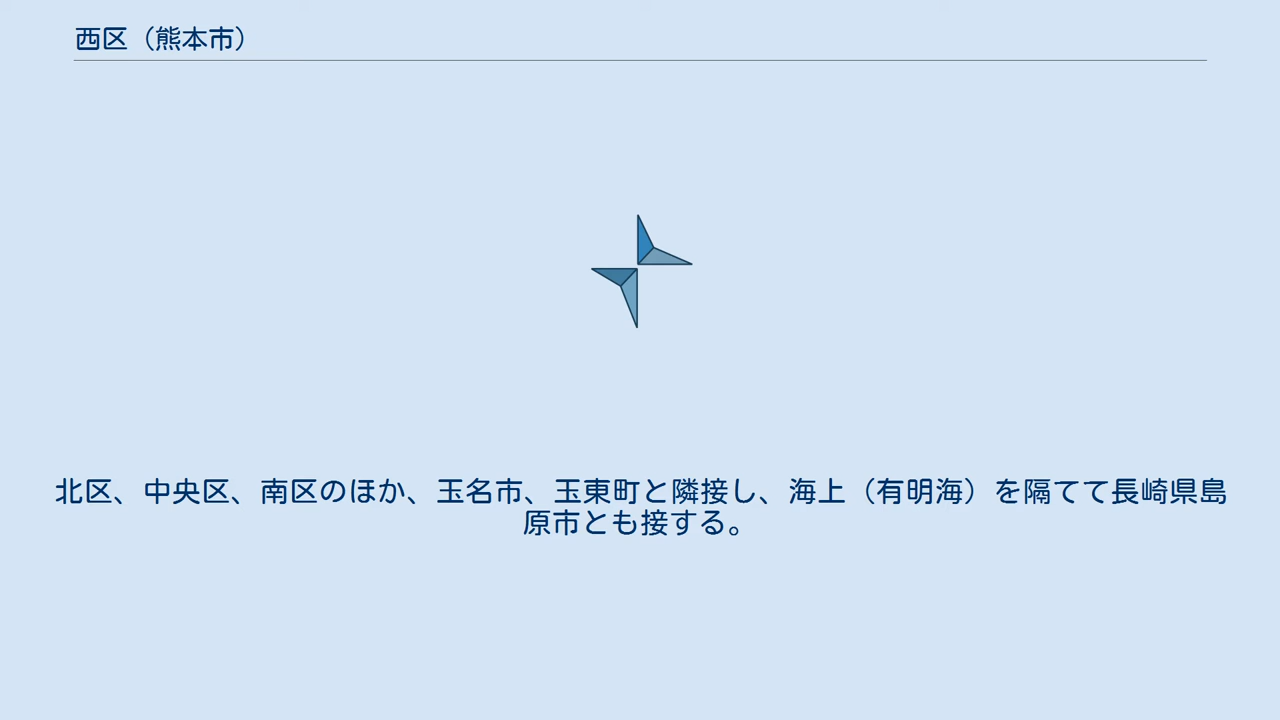 西区（熊本市）
北区、中央区、南区のほか、玉名市、玉東町と隣接し、海上（有明海）を隔てて長崎県島
原市とも接する。